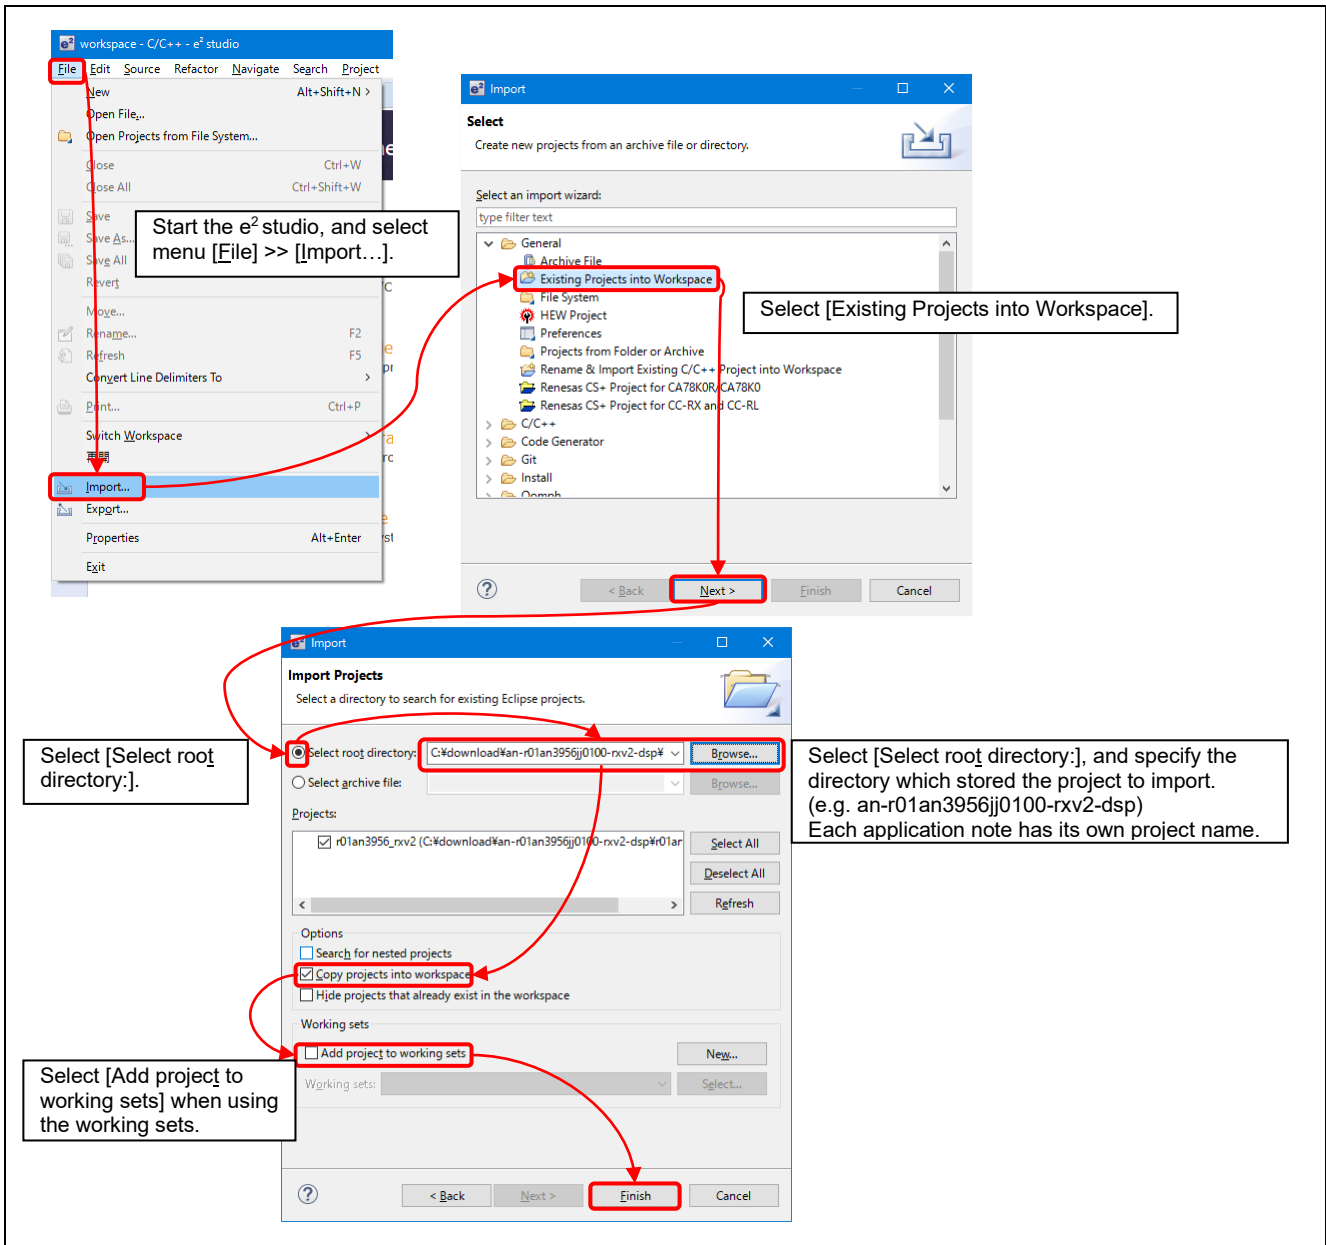 workspace - C/C++ - e² studio
File Edit Source Refactor Navigate Search Project
New Alt+Shift+N >
Open File...
Open Projects from File System...
Close Ctrl+W
Close All Ctrl+Shift+W
Save
Save As...
Save All
Revert
Move...
Rename... F2
Refresh F5
Convert Line Delimiters To >
Print... Ctrl+P
Switch Workspace >
再開
Import...
Export...
Properties Alt+Enter
Exit
Start the e² studio, and select
menu [File] >> [Import…].
Import
Select
Create new projects from an archive file or directory.
Select an import wizard:
type filter text
General
Archive File
Existing Projects into Workspace
File System
HEW Project
Preferences
Projects from Folder or Archive
Rename & Import Existing C/C++ Project into Workspace
Renesas CS+ Project for CA78K0R/CA78K0
Renesas CS+ Project for CC-RX and CC-RL
C/C++
Code Generator
Git
Install
Oomph
< Back Next > Finish Cancel
Select [Existing Projects into Workspace].
Import
Import Projects
Select a directory to search for existing Eclipse projects.
Select root directory: C:¥download¥an-r01an3956jj0100-rxv2-dsp¥ Browse...
Select archive file: Browse...
Projects:
r01an3956_rxv2 (C:¥download¥an-r01an3956jj0100-rxv2-dsp¥r01ar
Select All
Deselect All
Refresh
Options
Search for nested projects
Copy projects into workspace
Hide projects that already exist in the workspace
Working sets
Add project to working sets New...
Working sets: Select...
< Back Next > Finish Cancel
Select [Select root
directory:].
Select [Select root directory:], and specify the
directory which stored the project to import.
(e.g. an-r01an3956jj0100-rxv2-dsp)
Each application note has its own project name.
Select [Add project to
working sets] when using
the working sets.